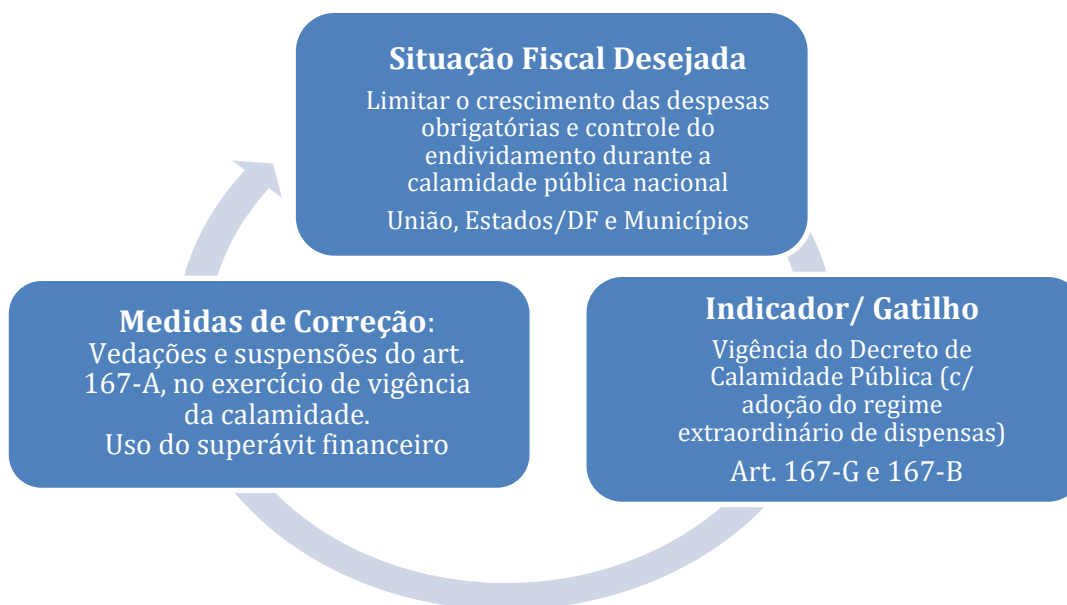 Situação Fiscal Desejada
Limitar o crescimento das despesas
obrigatórias e controle do
endividamento durante a
calamidade pública nacional
União, Estados/DF e Municípios
Indicador/ Gatilho
Vigência do Decreto de
Calamidade Pública (c/
adoção do regime
extraordinário de dispensas)
Art. 167-G e 167-B
Medidas de Correção:
Vedações e suspensões do art.
167-A, no exercício de vigência
da calamidade.
Uso do superávit financeiro